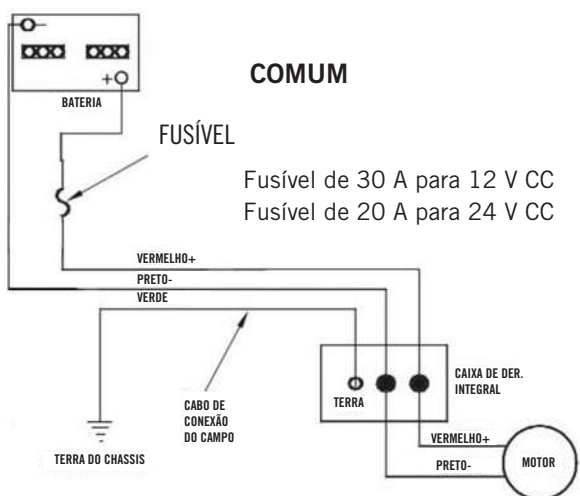 COMUM
+
BATERIA
FUSÍVEL
Fusível de 30 A para 12 V CC
Fusível de 20 A para 24 V CC
VERMELHO+
PRETO-
VERDE
CAIXA DE DER.
INTEGRAL
TERRA
CABO DE
CONEXÃO
DO CAMPO
TERRA DO CHASSIS
VERMELHO+
PRETO-
MOTOR